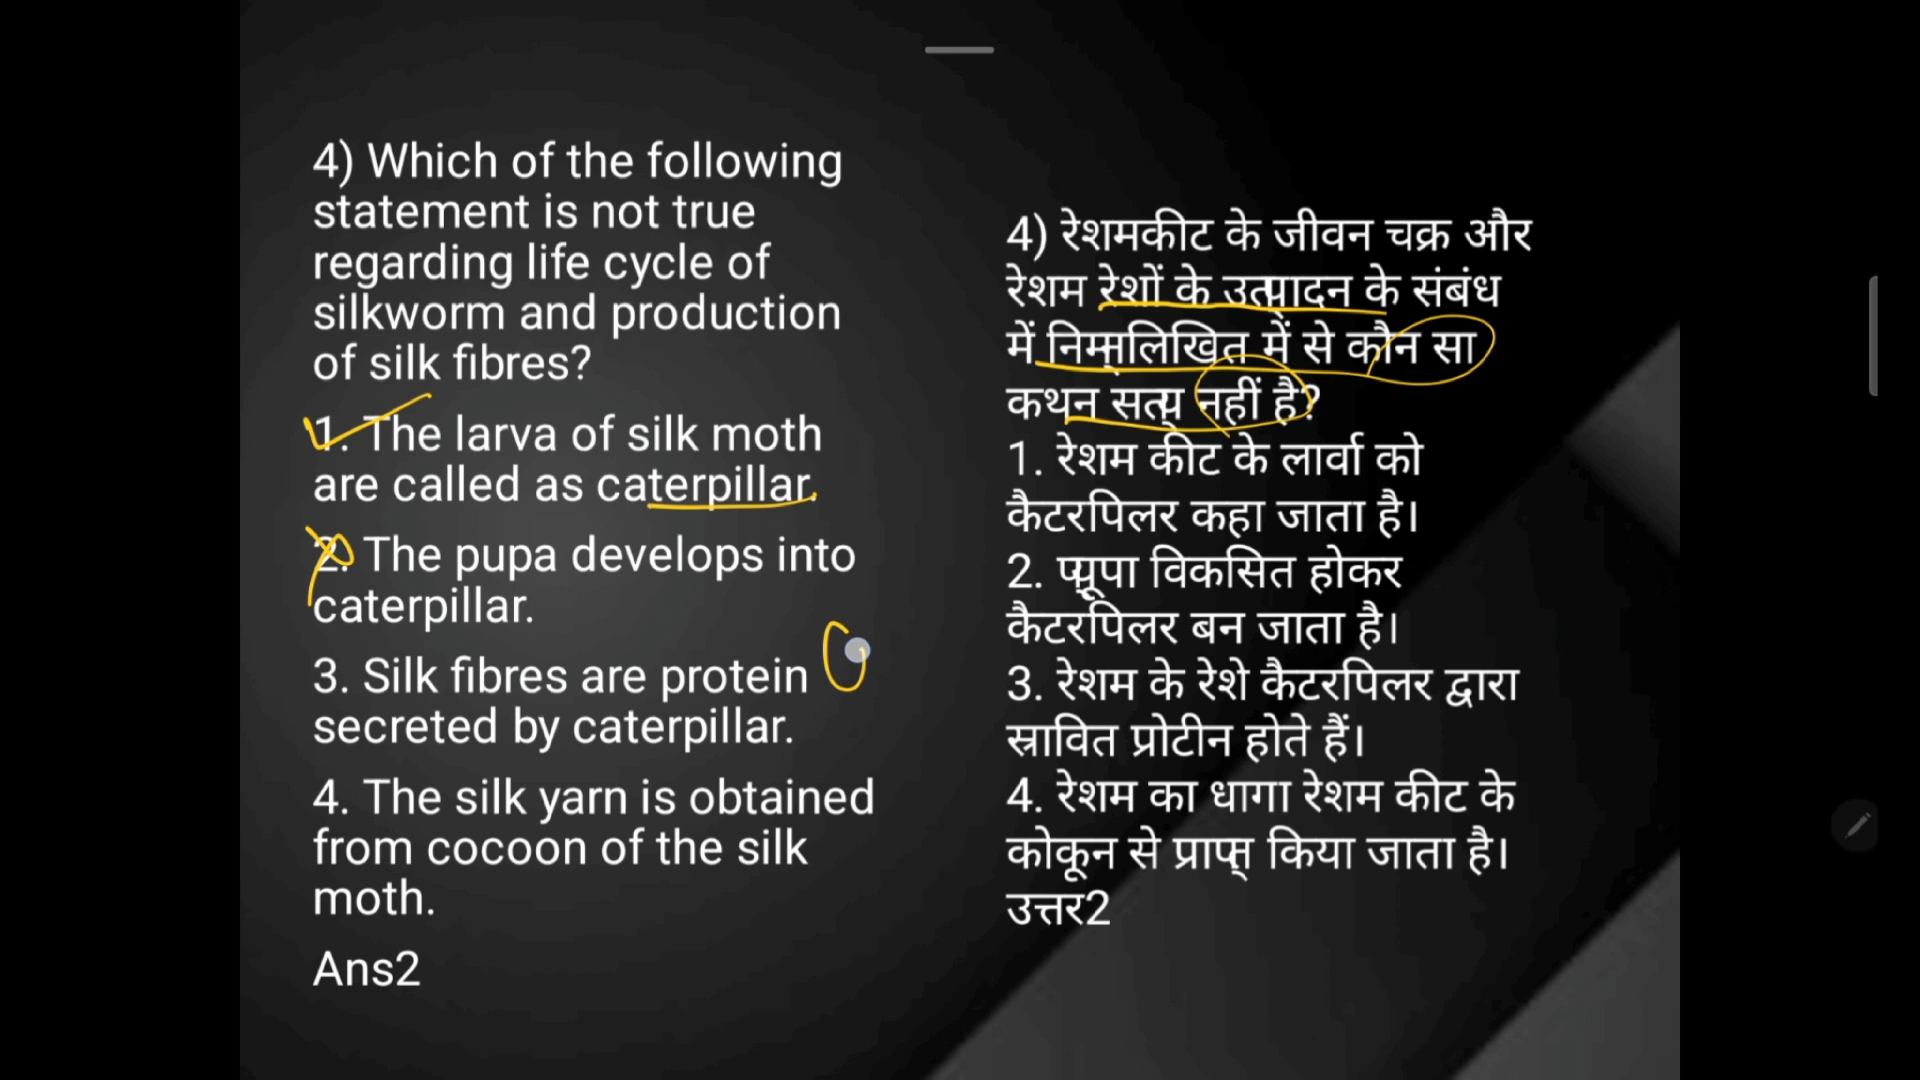 4) Which of the following
statement is not true
regarding life cycle of
silkworm and production
of silk fibres?
1. The larva of silk moth
are called as caterpillar.
2. The pupa develops into
caterpillar.
3. Silk fibres are protein
secreted by caterpillar.
4. The silk yarn is obtained
from cocoon of the silk
moth.
Ans2
4) रेशमकीट के जीवन चक्र और
रेशम रेशों के उत्पादन के संबंध
में निम्नलिखित में से कौन सा
कथन सत्य नहीं है?
1. रेशम कीट के लार्वा को
कैटरपिलर कहा जाता है।
2. प्यूपा विकसित होकर
कैटरपिलर बन जाता है।
3. रेशम के रेशे कैटरपिलर द्वारा
स्रावित प्रोटीन होते हैं।
4. रेशम का धागा रेशम कीट के
कोकून से प्राप्त किया जाता है।
उत्तर2